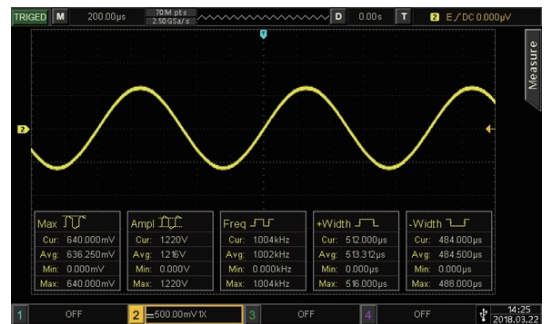 TRIGED M 200.00µs 70M pts 2.50GSa/s D 0.00s T 2 E DC 0.000µV
T
Measure
2
Max Ampl Freq +Width -Width
Cur: 640.000mV Cur: 1.220V Cur: 1.004kHz Cur: 512.000µs Cur: 484.000µs
Avg: 636.250mV Avg: 1.216V Avg: 1.002kHz Avg: 513.312µs Avg: 484.500µs
Min: 0.000mV Min: 0.000V Min: 0.000kHz Min: 0.000µs Min: 0.000µs
Max: 640.000mV Max: 1.220V Max: 1.004kHz Max: 516.000µs Max: 488.000µs
1 OFF 2 500.00mV 1X 3 OFF 4 OFF 14:25
2018.03.22